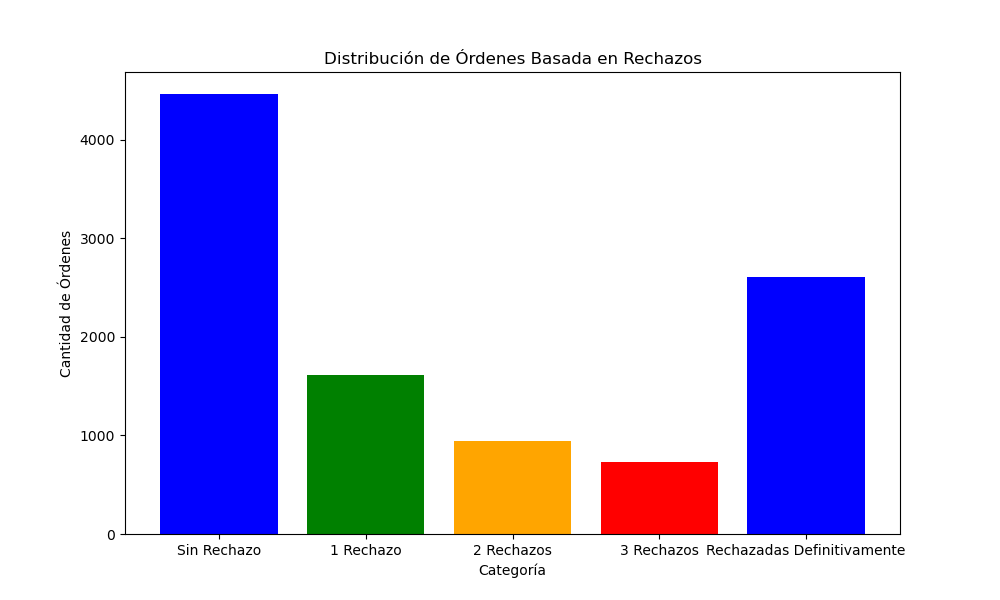 Distribución de Órdenes Basada en Rechazos
Cantidad de Órdenes
4000
3000
2000
1000
0
Sin Rechazo
1 Rechazo
2 Rechazos
3 Rechazos
Rechazadas Definitivamente
Categoría